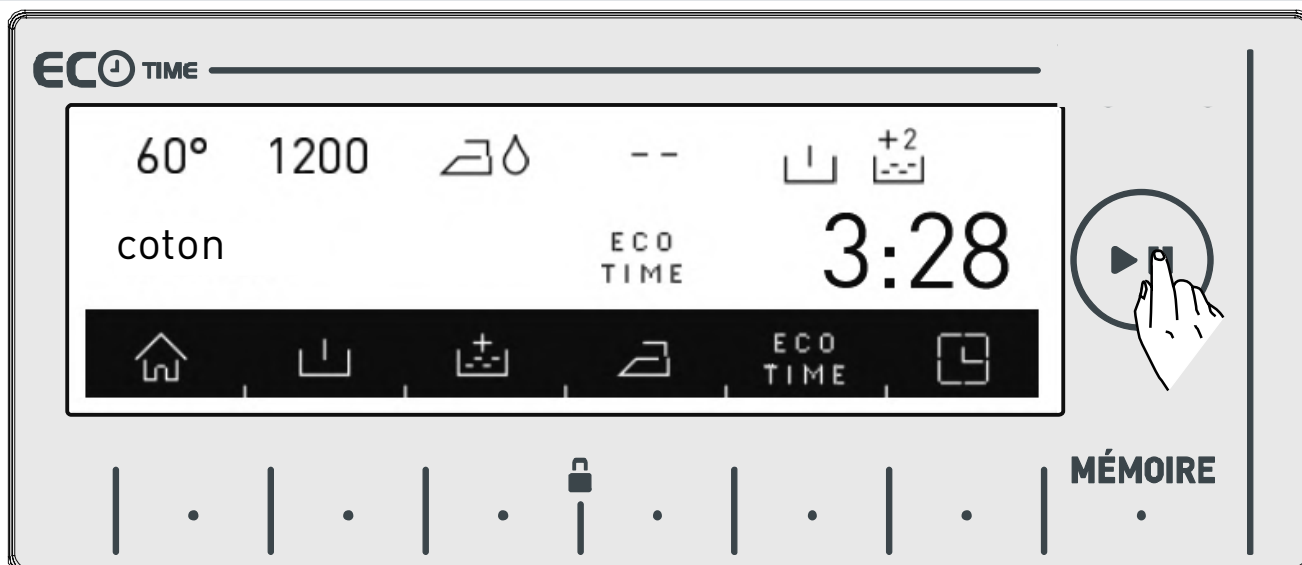 ECO TIME
60° 1200 -- +2
coton ECO TIME 3:28
ECO TIME
MÉMOIRE